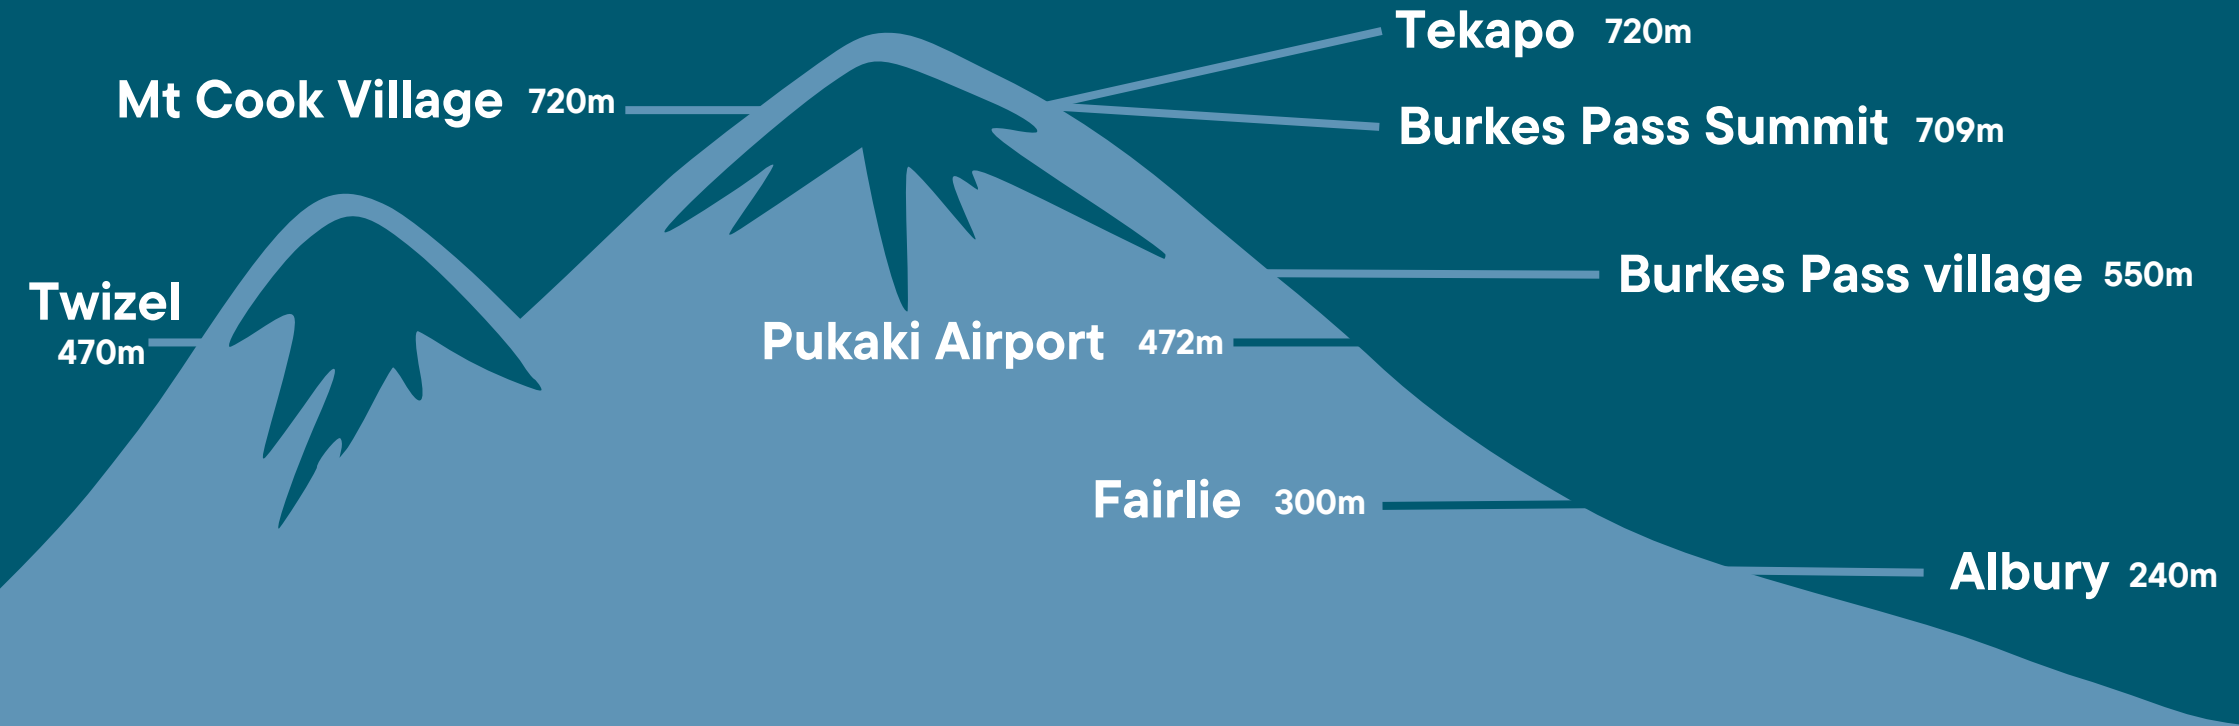 Tekapo 720m
Mt Cook Village 720m
Burkes Pass Summit 709m
Burkes Pass village 550m
Twizel
470m
Pukaki Airport 472m
Fairlie 300m
Albury 240m